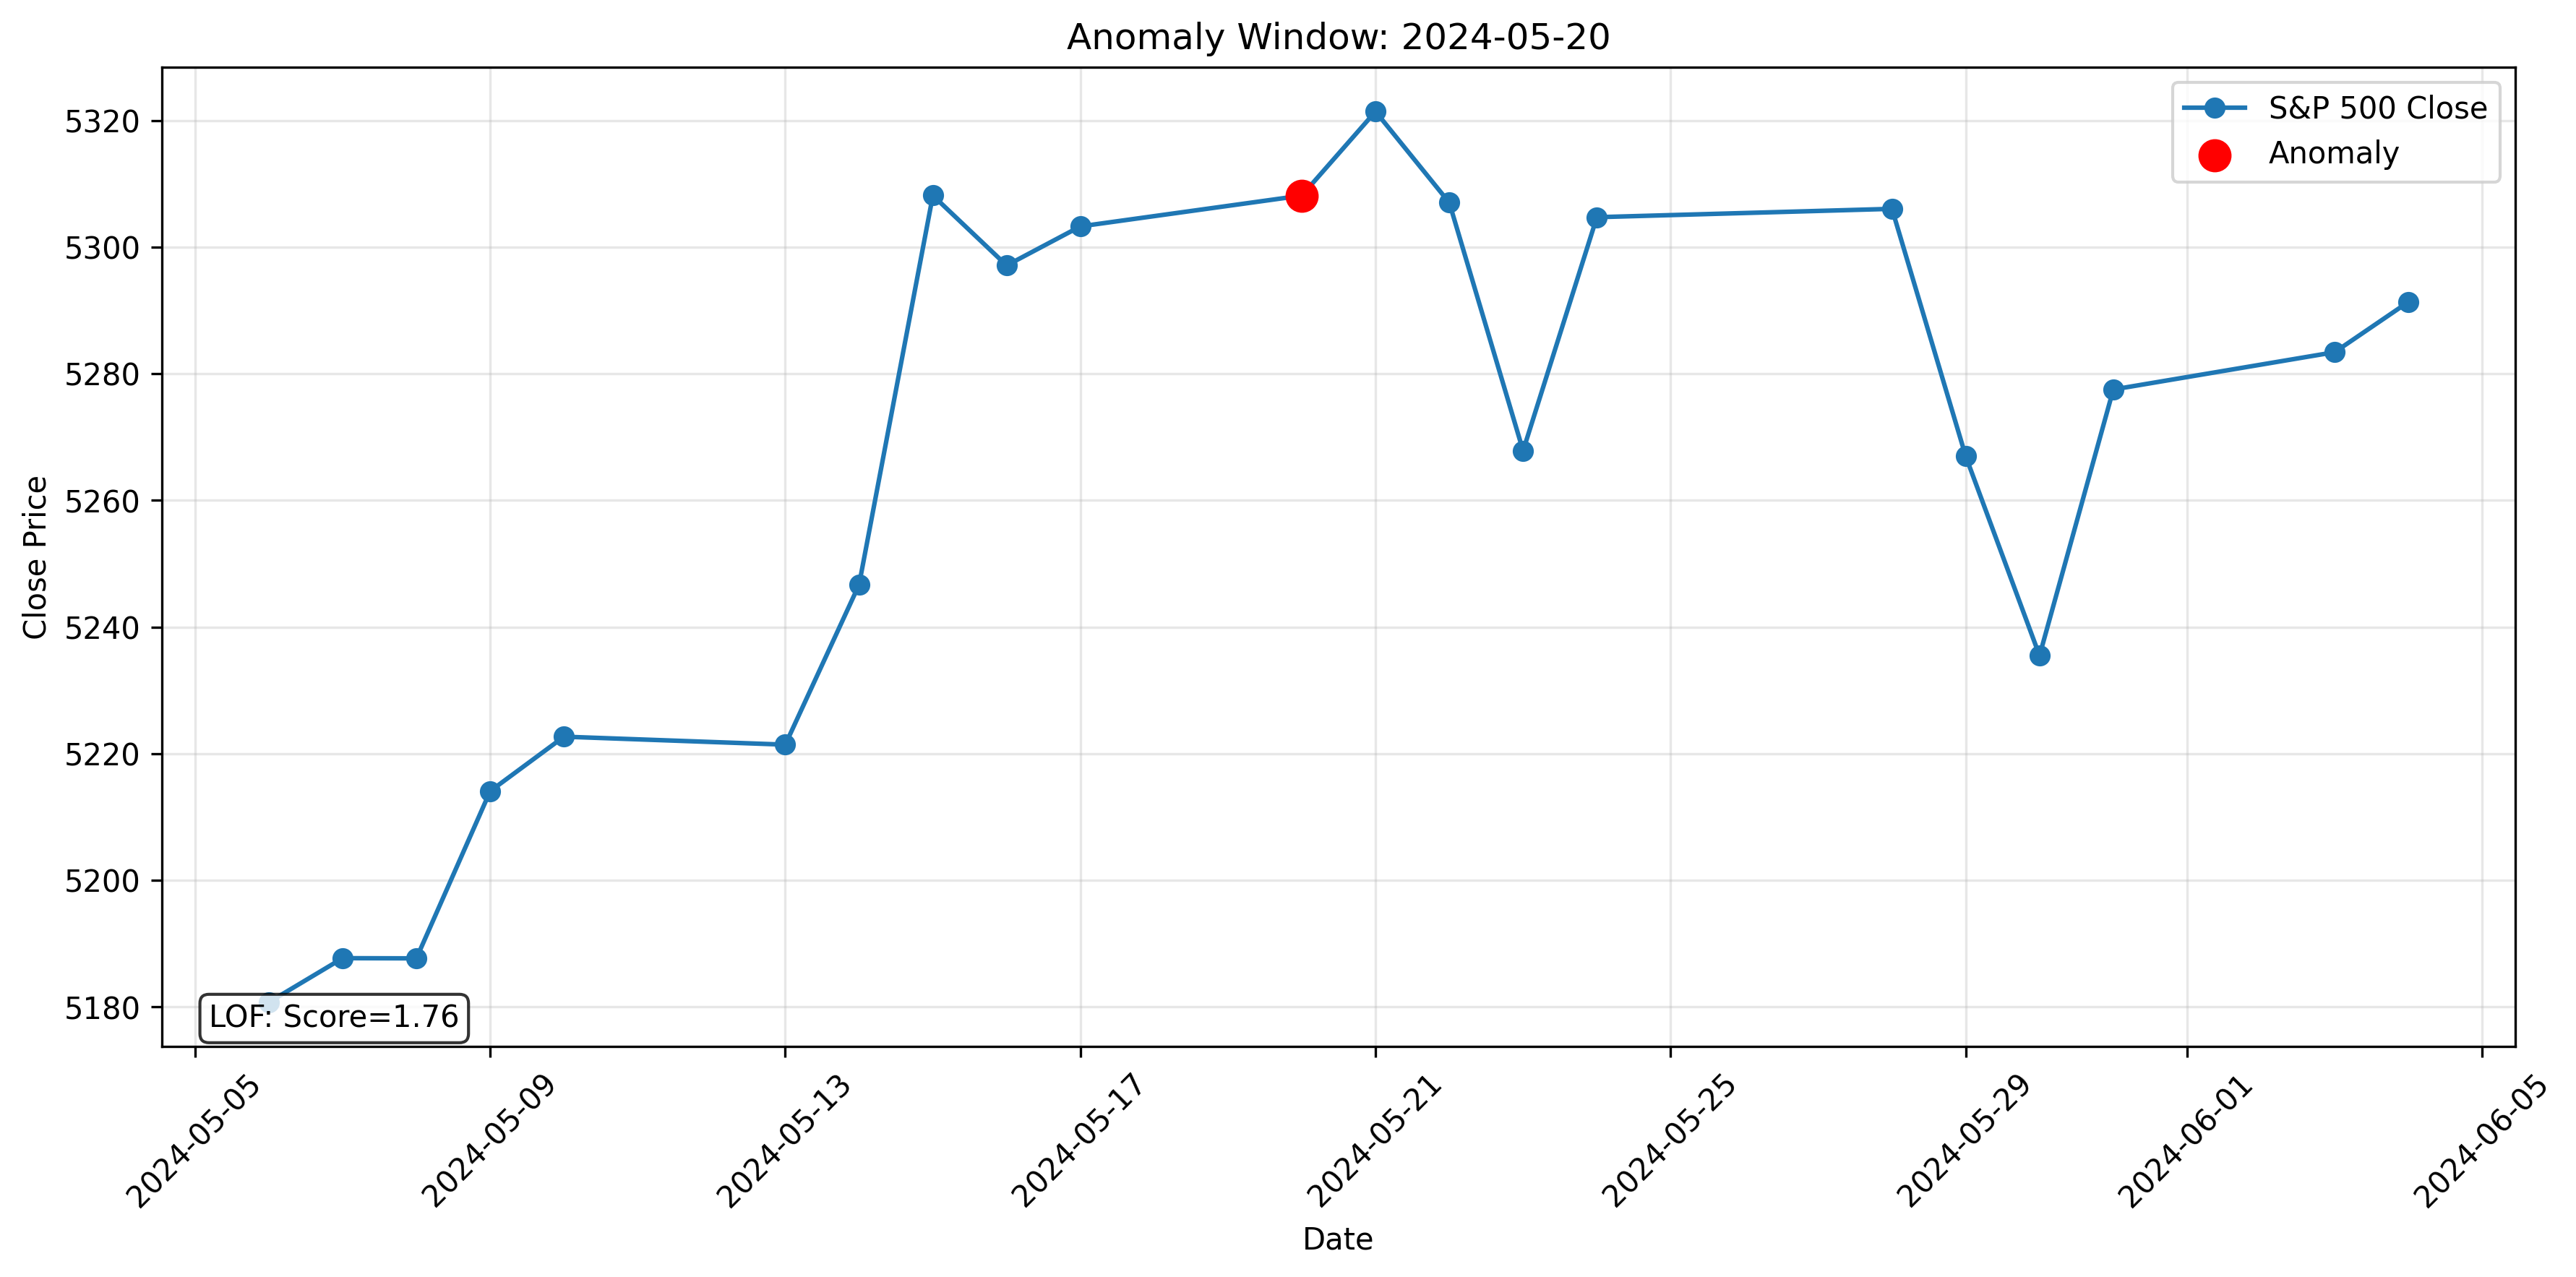 Anomaly Window: 2024-05-20
S&P 500 Close
Anomaly
Close Price
5320
5300
5280
5260
5240
5220
5200
5180
LOF: Score=1.76
2024-05-05
2024-05-09
2024-05-13
2024-05-17
2024-05-21
2024-05-25
2024-05-29
2024-06-01
2024-06-05
Date